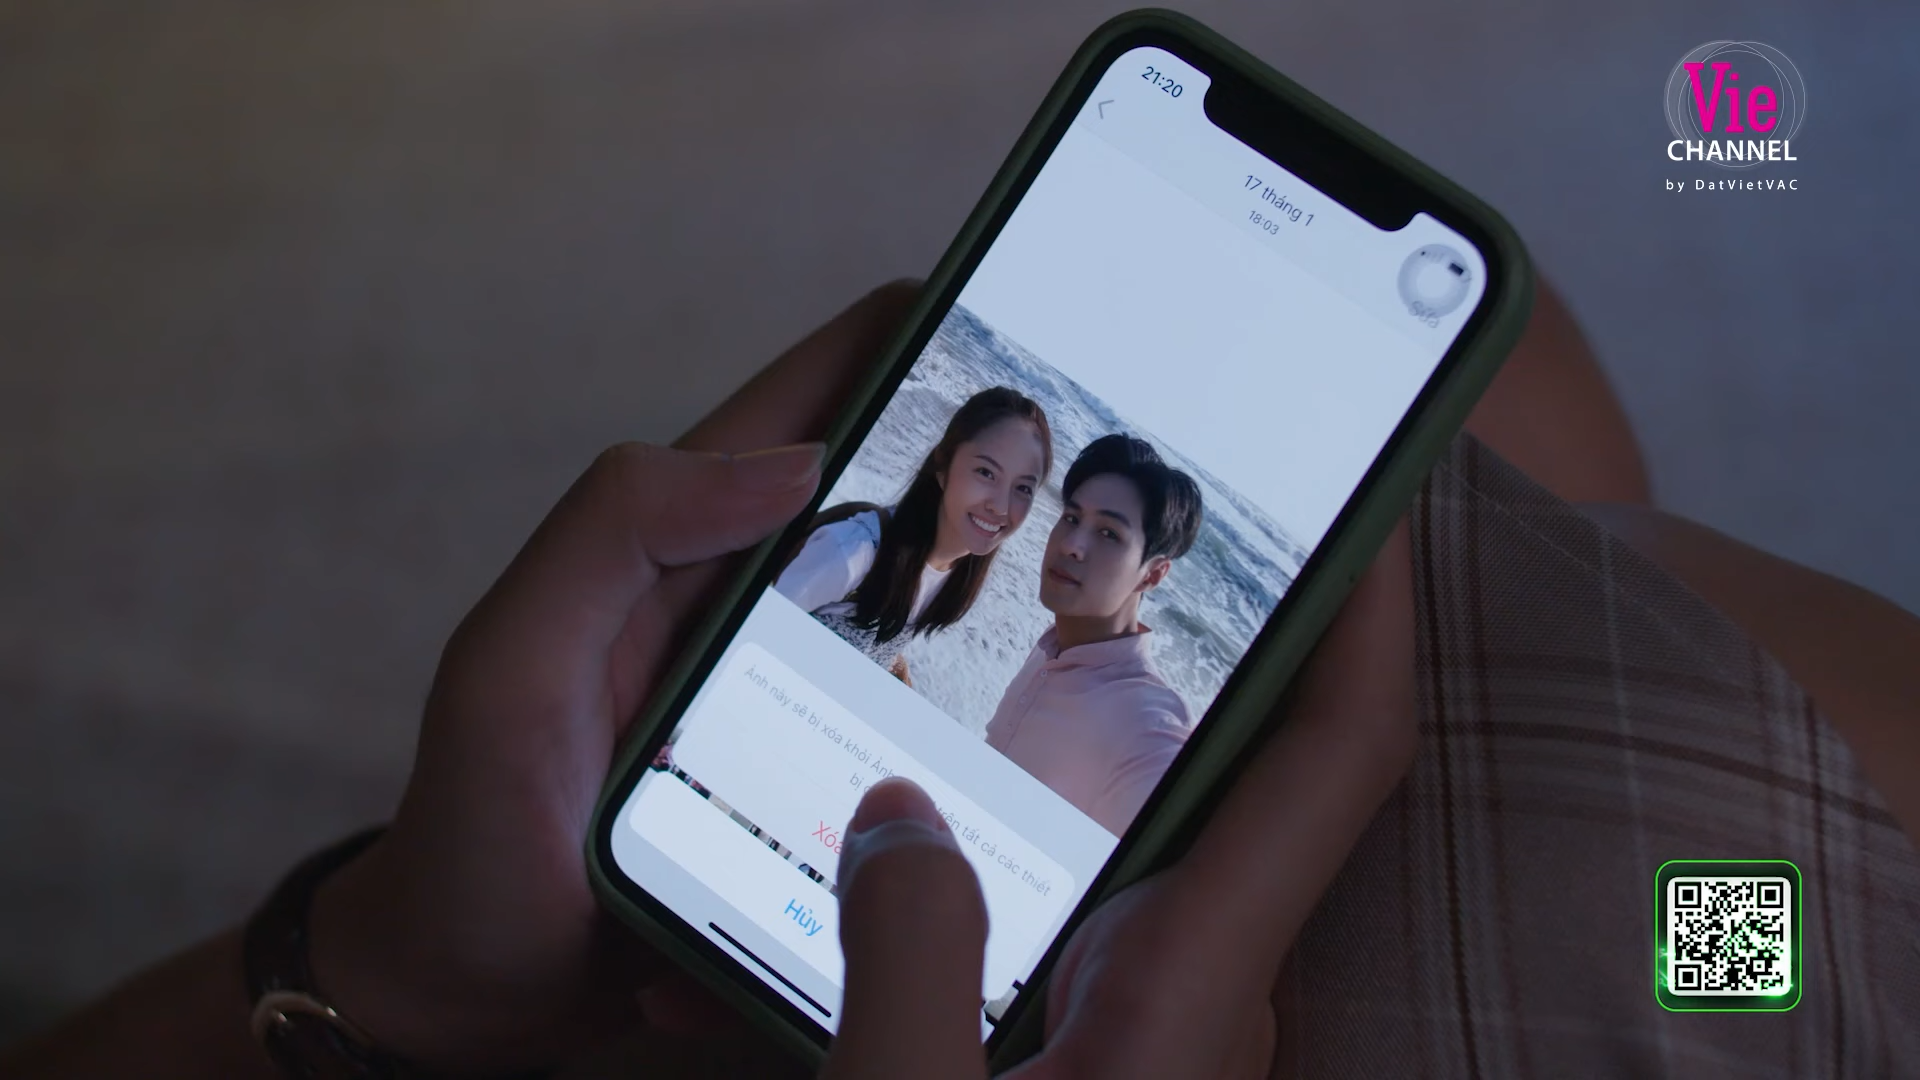 Vie
CHANNEL
by DatVietVAC
21:20
17 tháng 1
18:03
Sửa
Ảnh này sẽ bị xóa khỏi Ảnh trên tất cả các thiết
bị
Xóa
Hủy